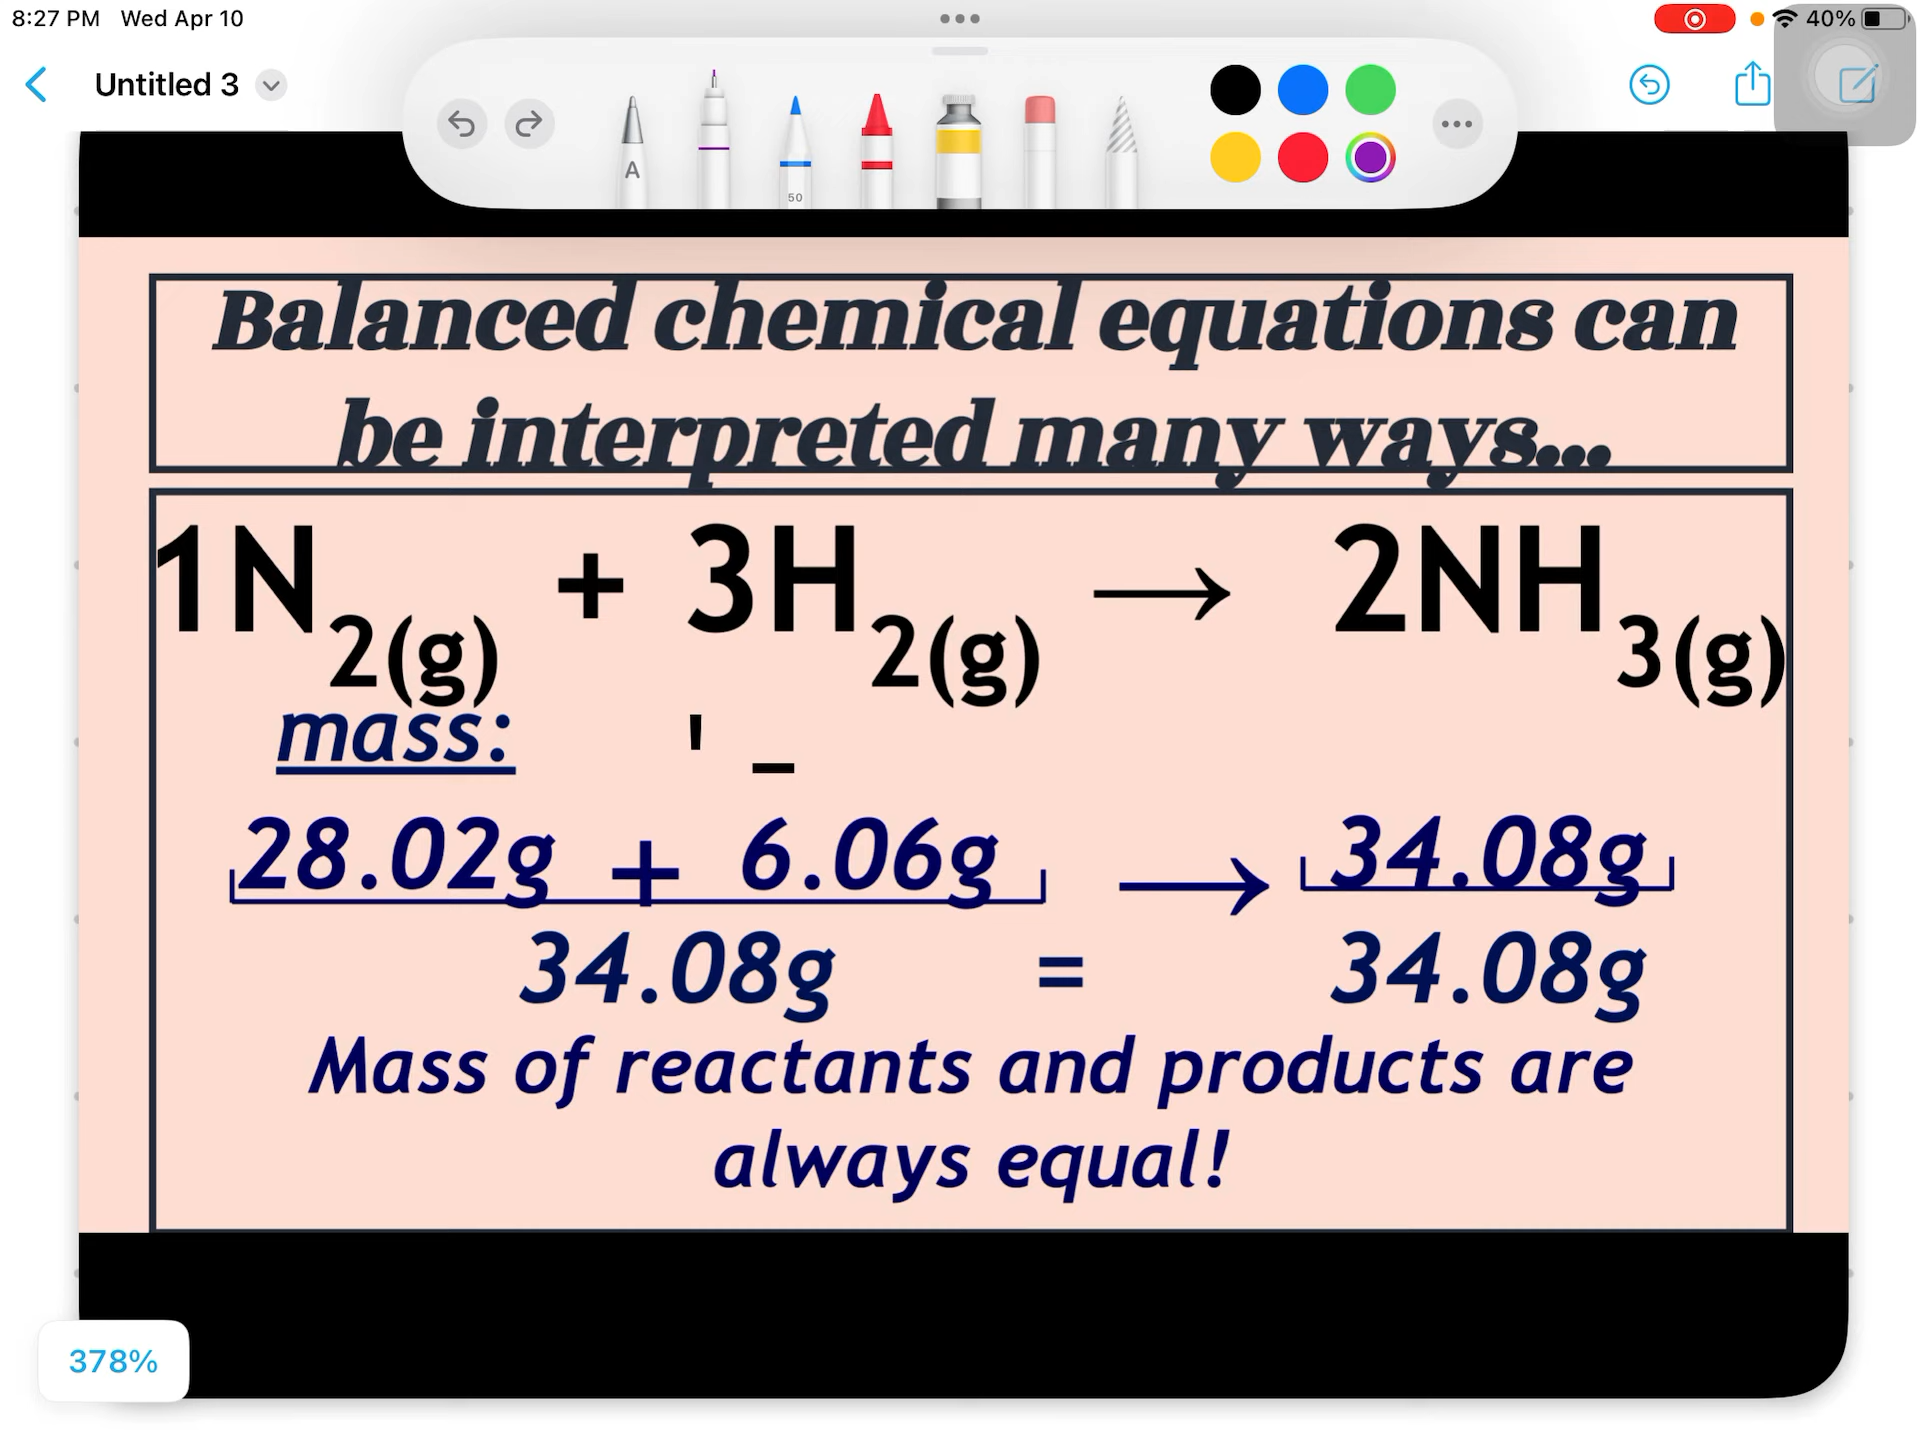 8:27 PM Wed Apr 10
40%
Untitled 3
A
50
Balanced chemical equations can
be interpreted many ways...
1N2(g) + 3H2(g) → 2NH3(g)
mass: ' _
28.02g + 6.06g → 34.08g
34.08g = 34.08g
Mass of reactants and products are
always equal!
378%